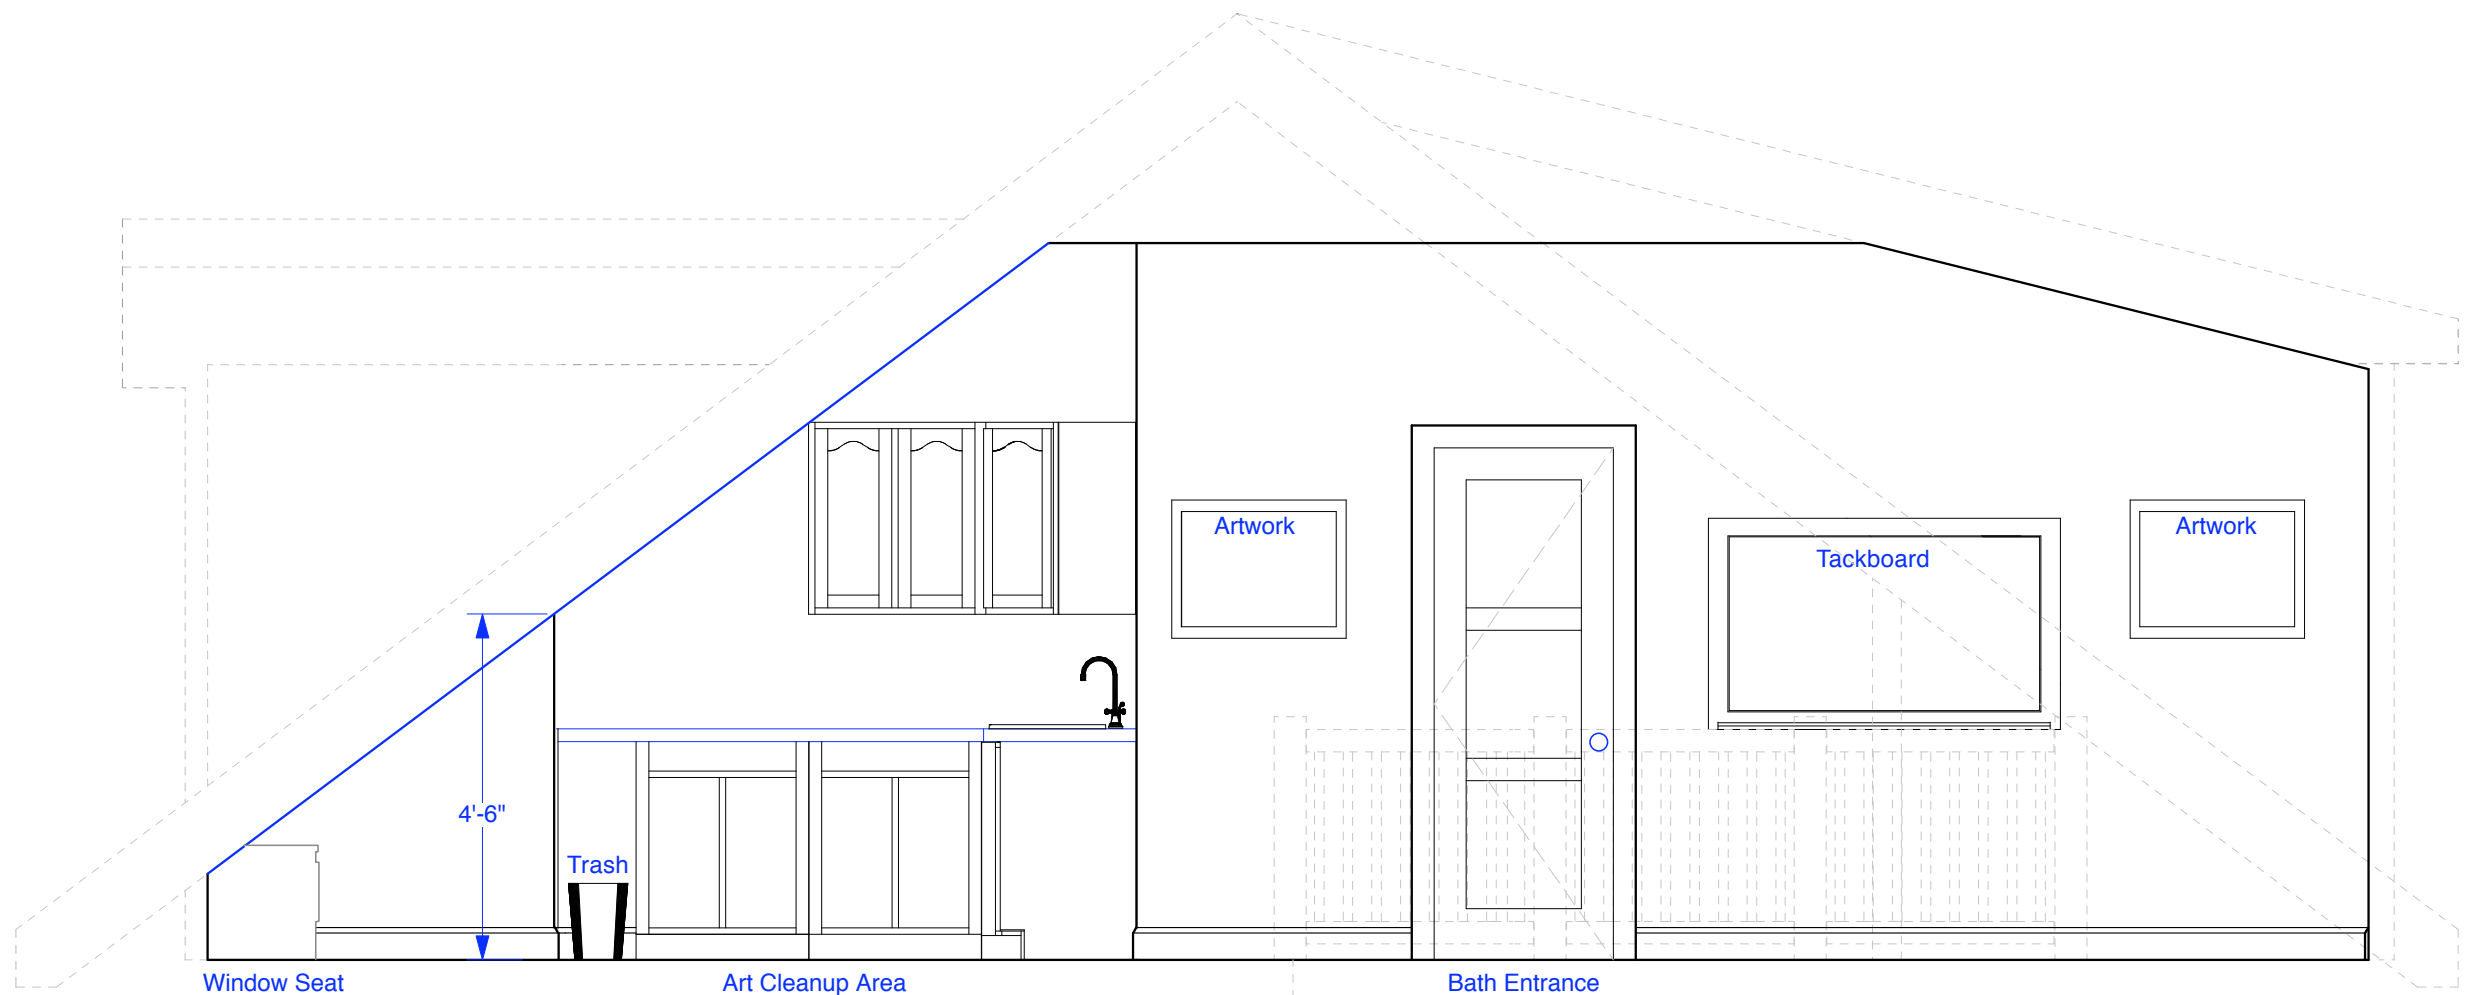 Artwork
Artwork
Tackboard
4'-6"
Trash
Window Seat
Art Cleanup Area
Bath Entrance